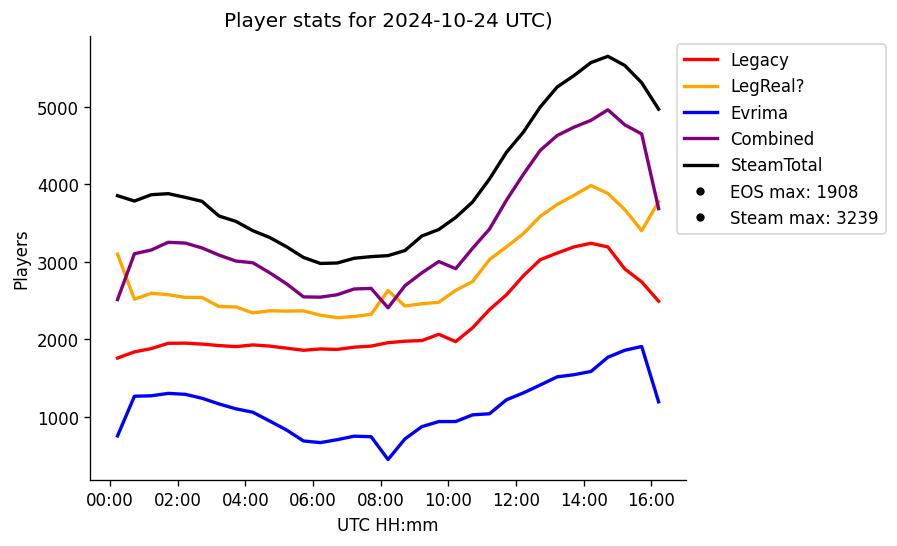 Player stats for 2024-10-24 UTC)
Players
5000
4000
3000
2000
1000
00:00 02:00 04:00 06:00 08:00 10:00 12:00 14:00 16:00
UTC HH:mm
Legacy
LegReal?
Evrima
Combined
SteamTotal
EOS max: 1908
Steam max: 3239